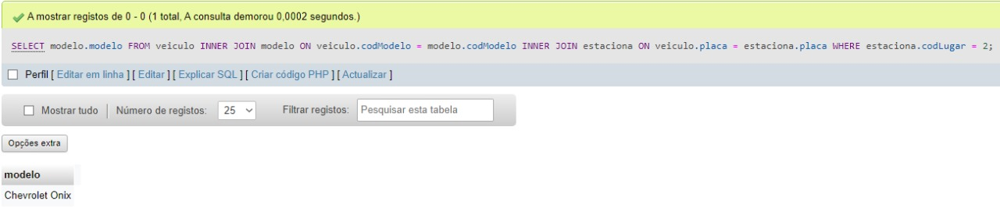 A mostrar registos de 0 - 0 (1 total, A consulta demorou 0,0002 segundos.)
SELECT modelo.modelo FROM veiculo INNER JOIN modelo ON veiculo.codModelo = modelo.codModelo INNER JOIN estaciona ON veiculo.placa = estaciona.placa WHERE estaciona.codLugar = 2;
Perfil [ Editar em linha ] [ Editar ] [ Explicar SQL ] [ Criar código PHP ] [ Actualizar ]
Mostrar tudo Número de registos: 25 Filtrar registos: Pesquisar esta tabela
Opções extra
modelo
Chevrolet Onix